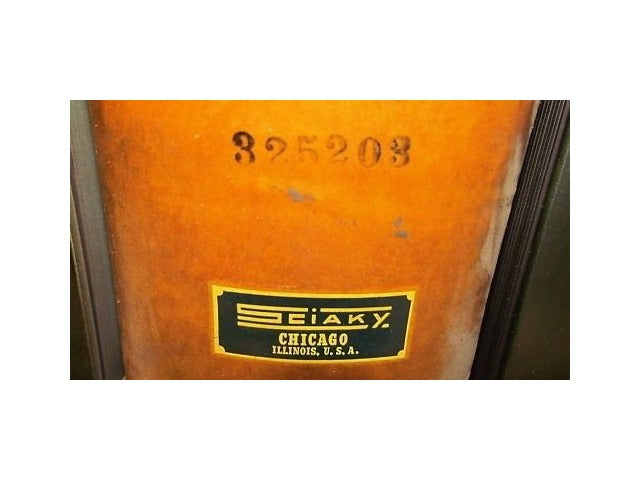 325203
SCIAKY
CHICAGO
ILLINOIS, U.S.A.